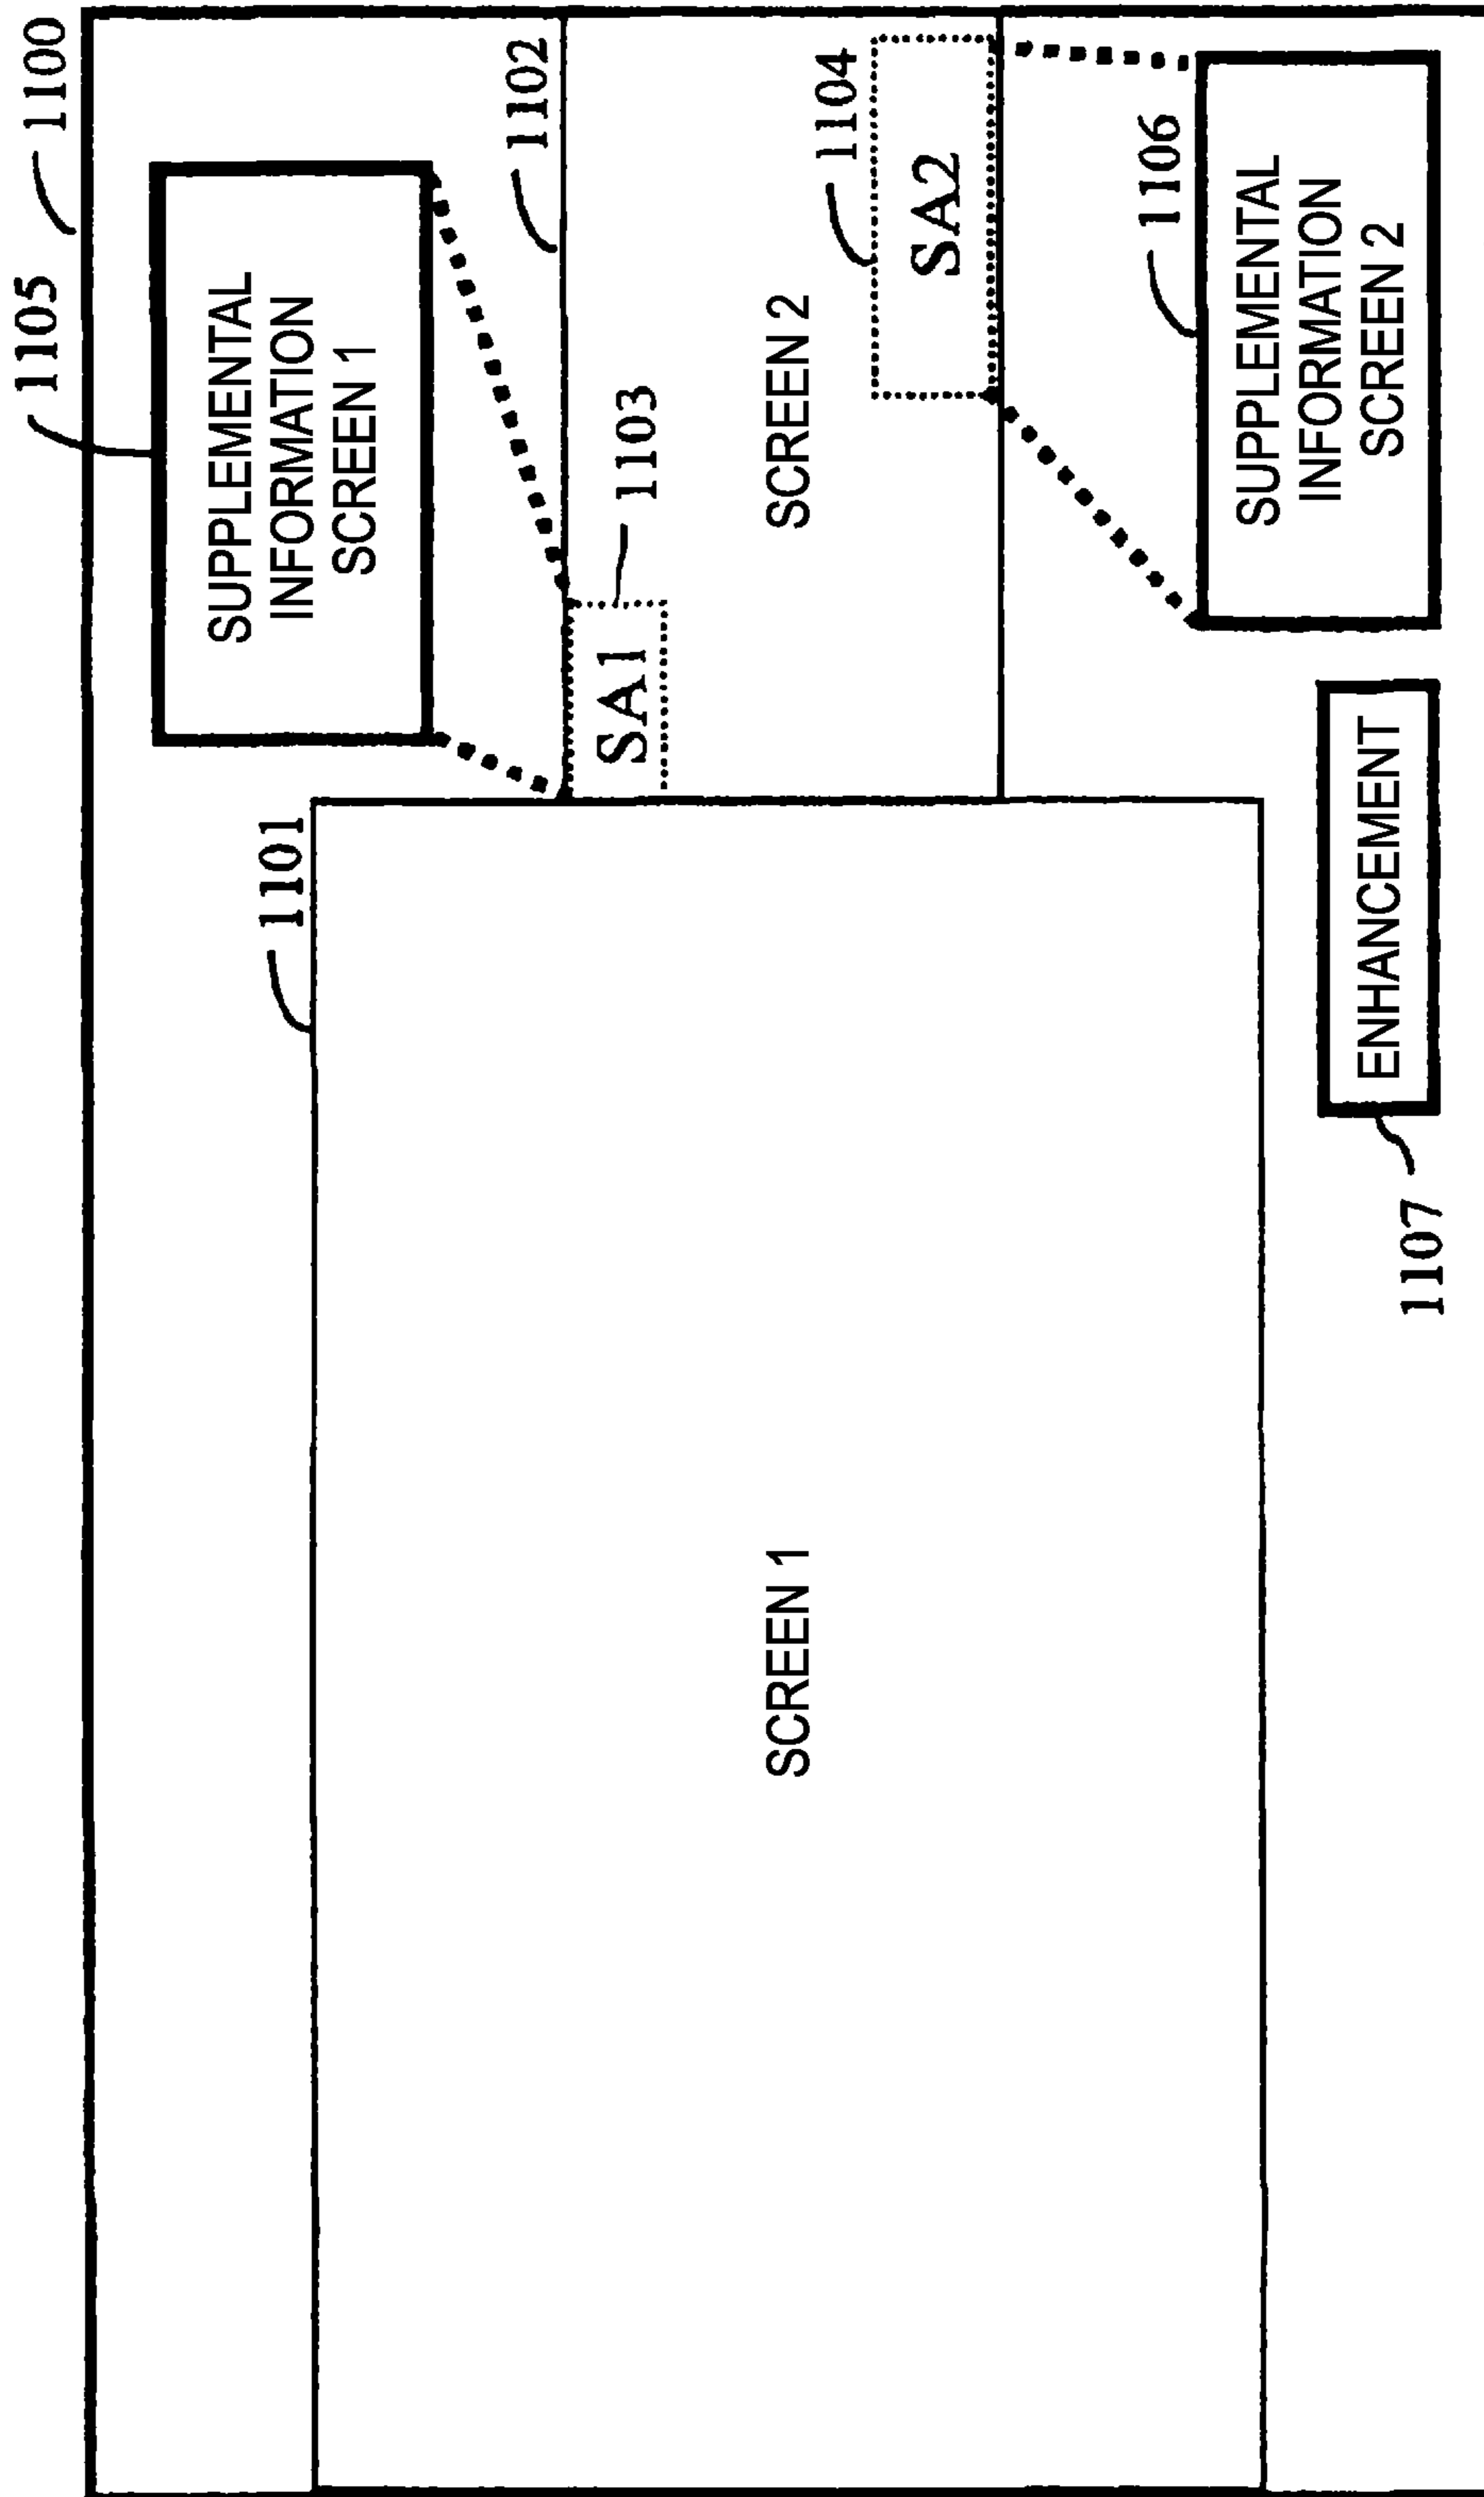 1100
1105
SUPPLEMENTAL
INFORMATION
SCREEN 1
1102
1101
1103
SA1
SCREEN 1
SCREEN 2
1104
SA2
1106
SUPPLEMENTAL
INFORMATION
SCREEN 2
ENHANCEMENT
1107